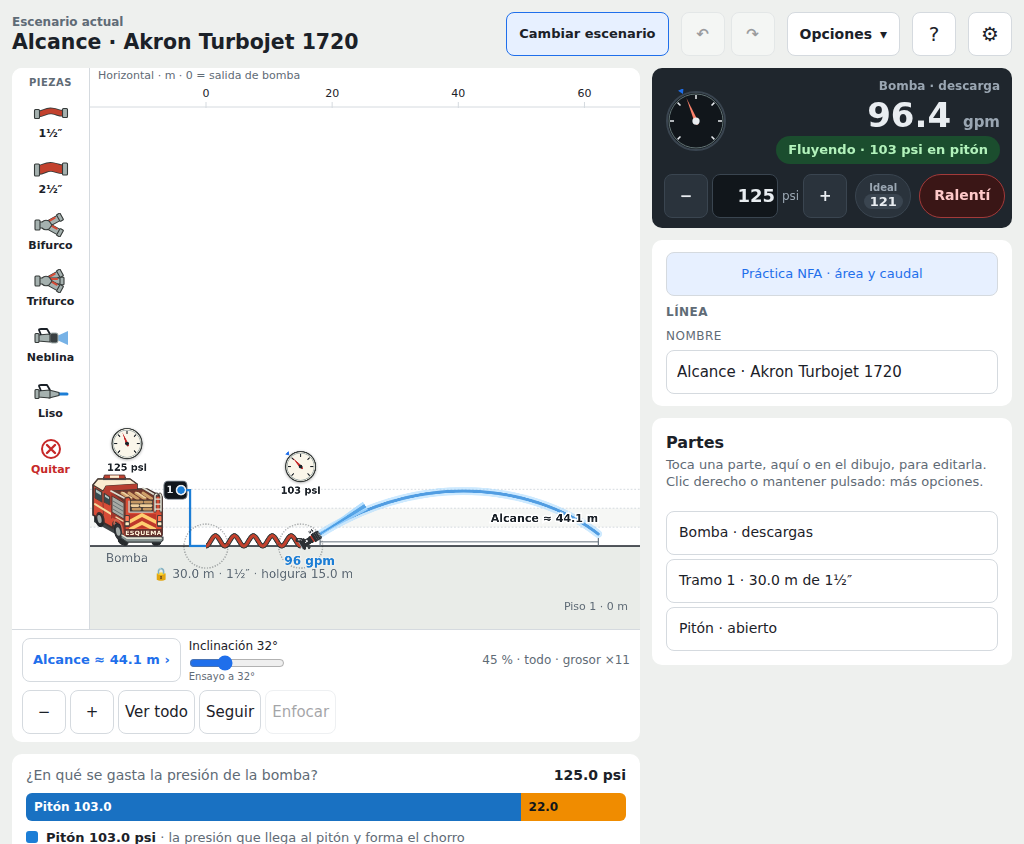 Escenario actual
Alcance · Akron Turbojet 1720
Cambiar escenario
↶
↷
Opciones ▾
?
⚙
PIEZAS
1½″
2½″
Bifurco
Trifurco
Neblina
Liso
Quitar
Horizontal · m · 0 = salida de bomba
0
20
40
60
125 psi
1
ESQUEMA
103 psi
Alcance ≈ 44.1 m
Bomba
96 gpm
🔒 30.0 m · 1½″ · holgura 15.0 m
Piso 1 · 0 m
Alcance ≈ 44.1 m ›
Inclinación 32°
Ensayo a 32°
45 % · todo · grosor ×11
−
+
Ver todo
Seguir
Enfocar
¿En qué se gasta la presión de la bomba?
125.0 psi
Pitón 103.0
22.0
Pitón 103.0 psi · la presión que llega al pitón y forma el chorro
Bomba · descarga
96.4 gpm
Fluyendo · 103 psi en pitón
−
125 psi
+
Ideal
121
Ralentí
Práctica NFA · área y caudal
LÍNEA
NOMBRE
Alcance · Akron Turbojet 1720
Partes
Toca una parte, aquí o en el dibujo, para editarla.
Clic derecho o mantener pulsado: más opciones.
Bomba · descargas
Tramo 1 · 30.0 m de 1½″
Pitón · abierto